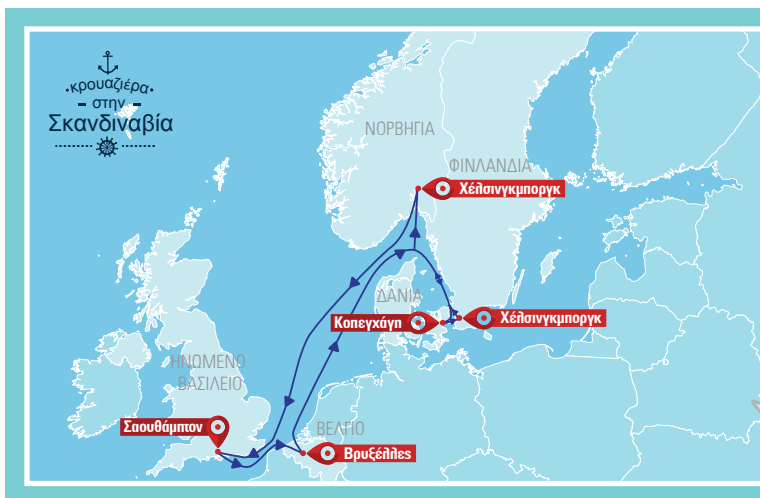 κρουαζιέρα
στην
Σκανδιναβία
ΝΟΡΒΗΓΙΑ
ΦΙΝΛΑΝΔΙΑ
Χέλσινγκμποργκ
ΔΑΝΙΑ
Κοπεγχάγη
Χέλσινγκμποργκ
ΗΝΩΜΕΝΟ
ΒΑΣΙΛΕΙΟ
Σαουθάμπτον
ΒΕΛΓΙΟ
Βρυξέλλες